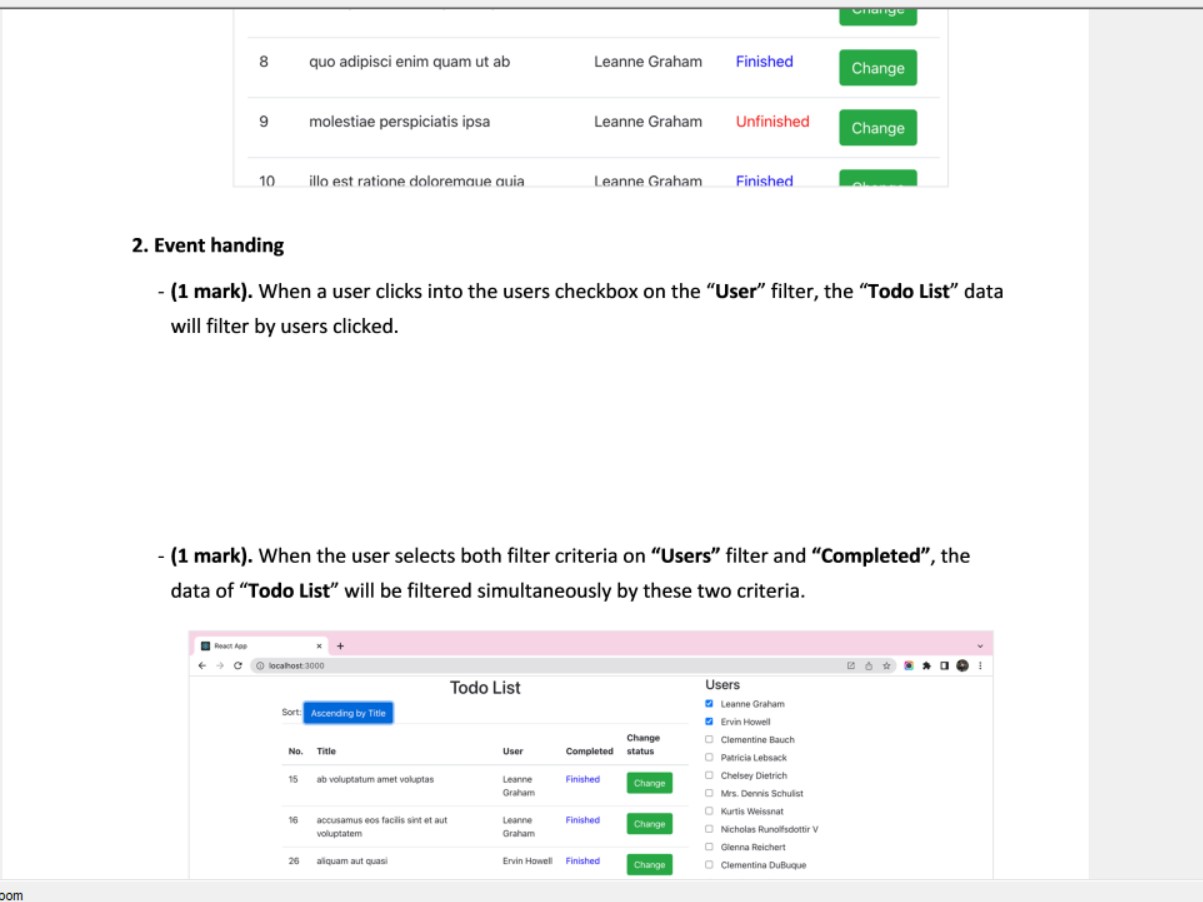 Change
8 quo adipisci enim quam ut ab Leanne Graham Finished Change
9 molestiae perspiciatis ipsa Leanne Graham Unfinished Change
10 illo est ratione doloremque quia Leanne Graham Finished Change
2. Event handing
- (1 mark). When a user clicks into the users checkbox on the “User” filter, the “Todo List” data
will filter by users clicked.
- (1 mark). When the user selects both filter criteria on “Users” filter and “Completed”, the
data of “Todo List” will be filtered simultaneously by these two criteria.
React App
localhost:3000
Todo List
Sort: Ascending by Title
No. Title User Completed Change
status
15 ab voluptatum amet voluptas Leanne
Graham Finished Change
16 accusamus eos facilis sint et aut
voluptatem Leanne
Graham Finished Change
26 aliquam aut quasi Ervin Howell Finished Change
Users
Leanne Graham
Ervin Howell
Clementine Bauch
Patricia Lebsack
Chelsey Dietrich
Mrs. Dennis Schulist
Kurtis Weissnat
Nicholas Runolfsdottir V
Glenna Reichert
Clementina DuBuque
oom